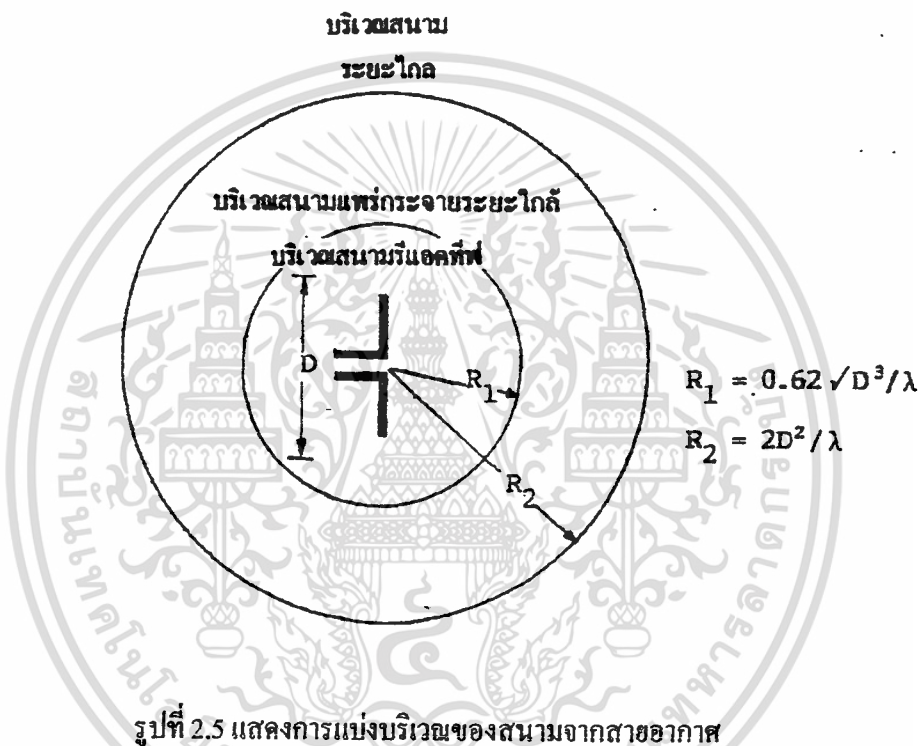 บริเวณสนาม
ระยะไกล
บริเวณสนามแพร่กระจายระยะใกล้
บริเวณสนามรีแอคทีฟ
D
R₁
R₁ = 0.62 √D³/λ
R₂ = 2D²/λ
R₂
รูปที่ 2.5 แสดงการแบ่งบริเวณของสนามจากสายอากาศ